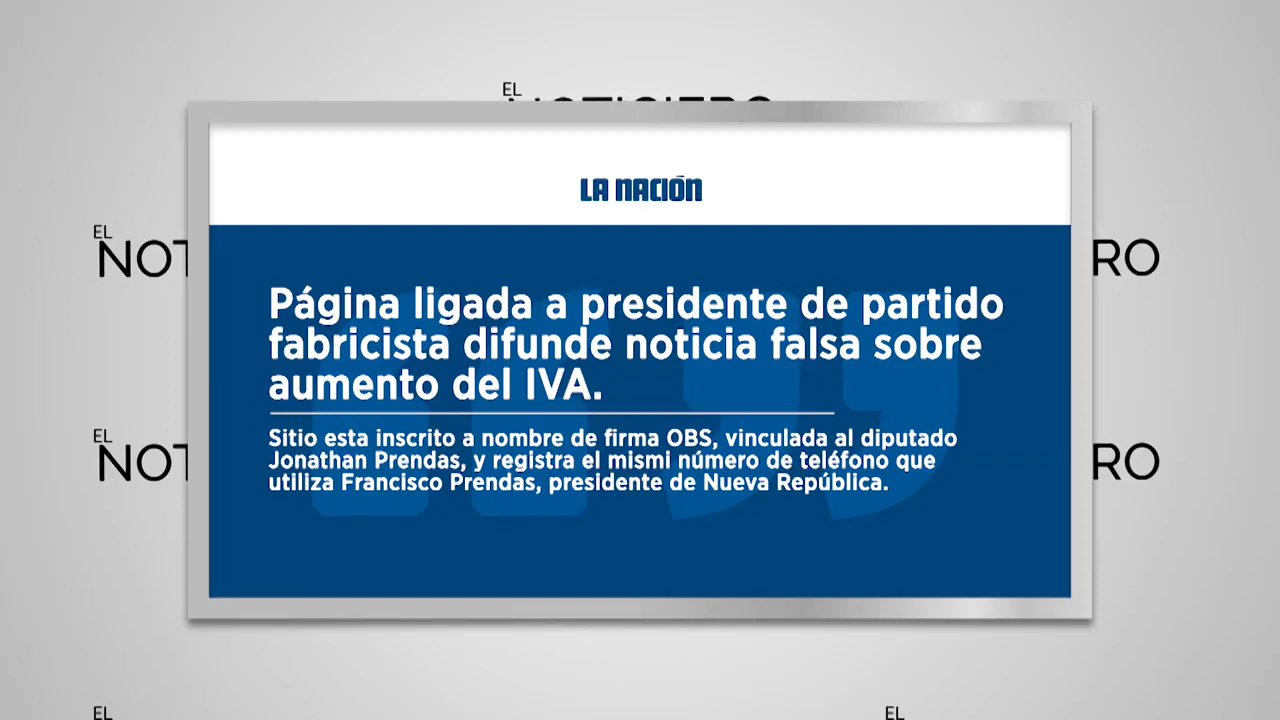 EL
LA NACIÓN
EL
NOT
RO
Página ligada a presidente de partido
fabricista difunde noticia falsa sobre
aumento del IVA.
Sitio esta inscrito a nombre de firma OBS, vinculada al diputado
Jonathan Prendas, y registra el mismi número de teléfono que
utiliza Francisco Prendas, presidente de Nueva República.
EL
NOT
RO
EL
EL